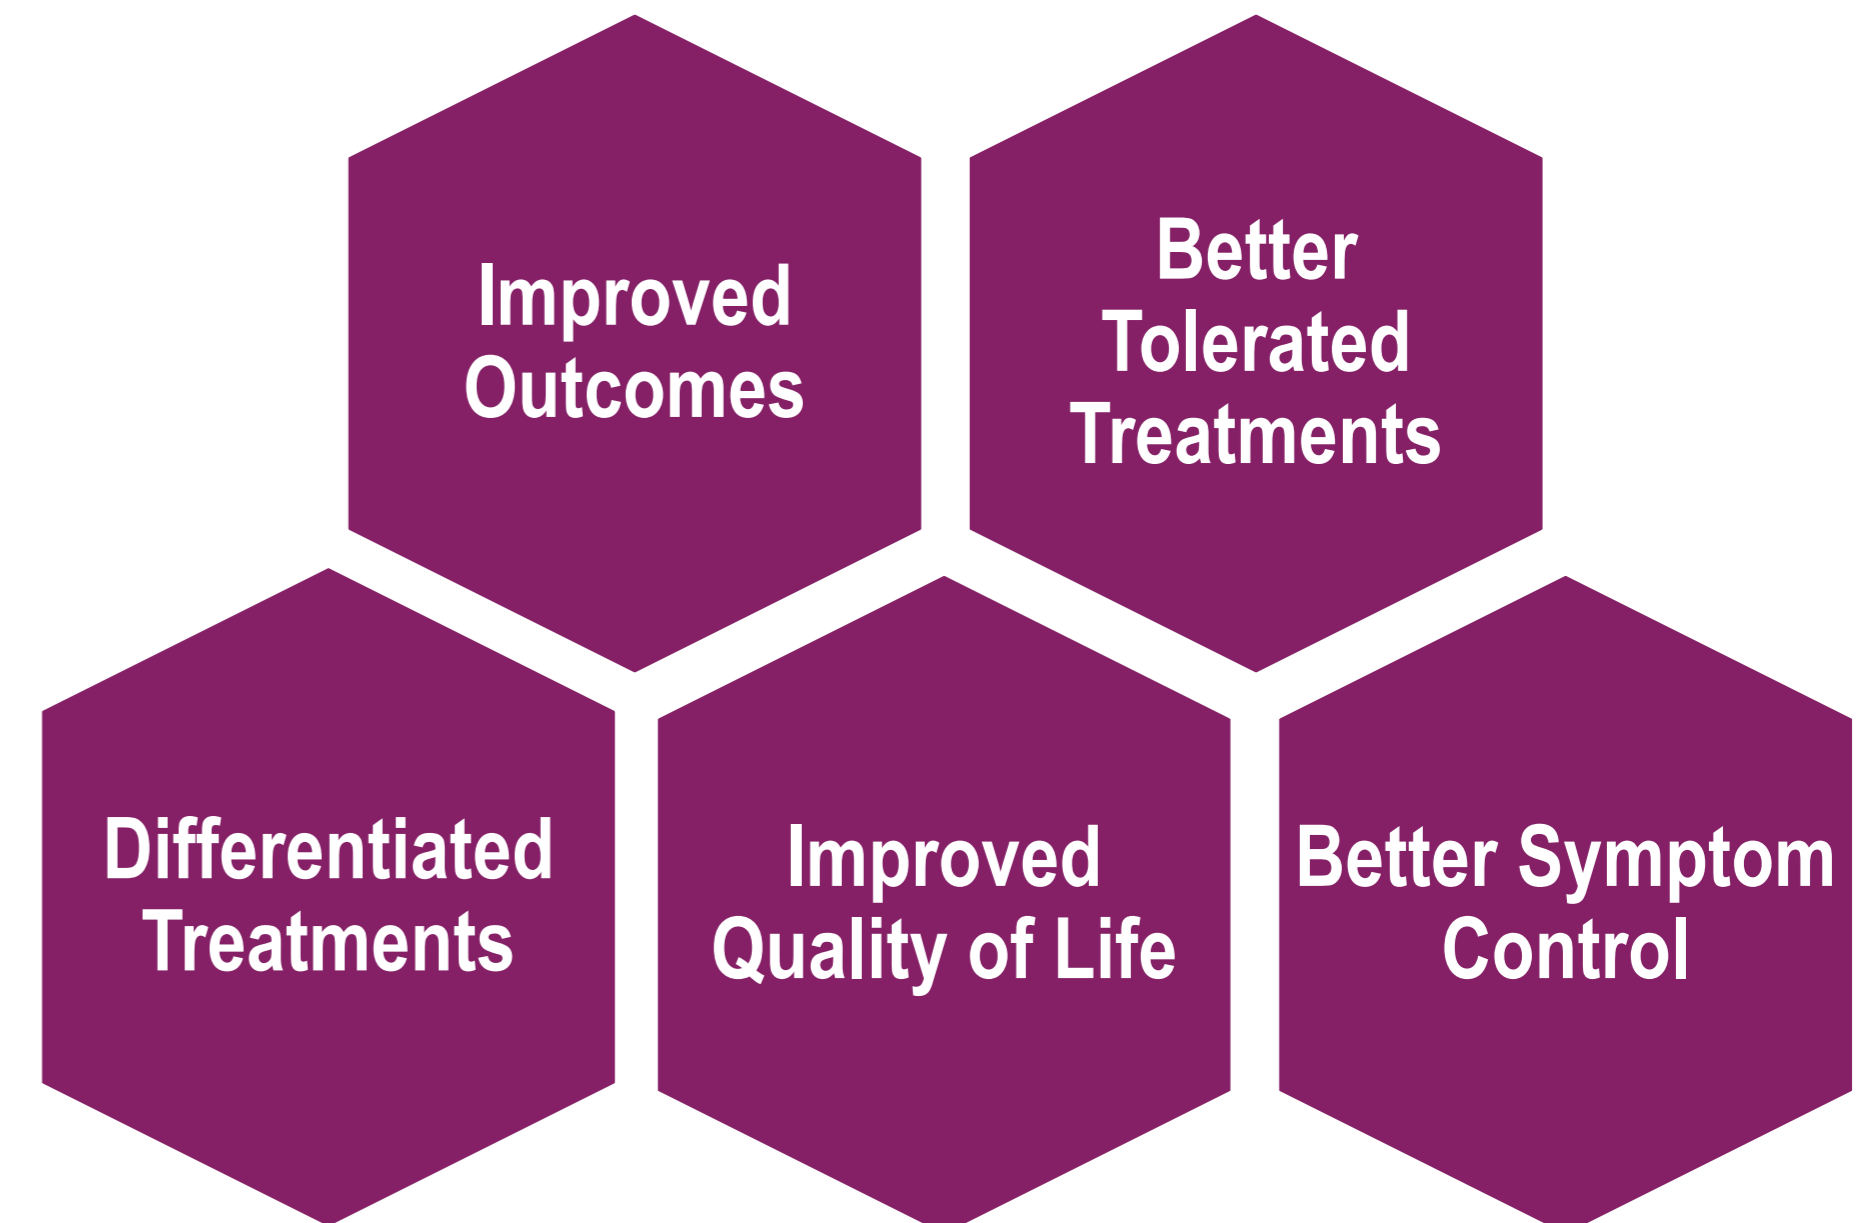 Improved
Outcomes
Better
Tolerated
Treatments
Differentiated
Treatments
Improved
Quality of Life
Better Symptom
Control